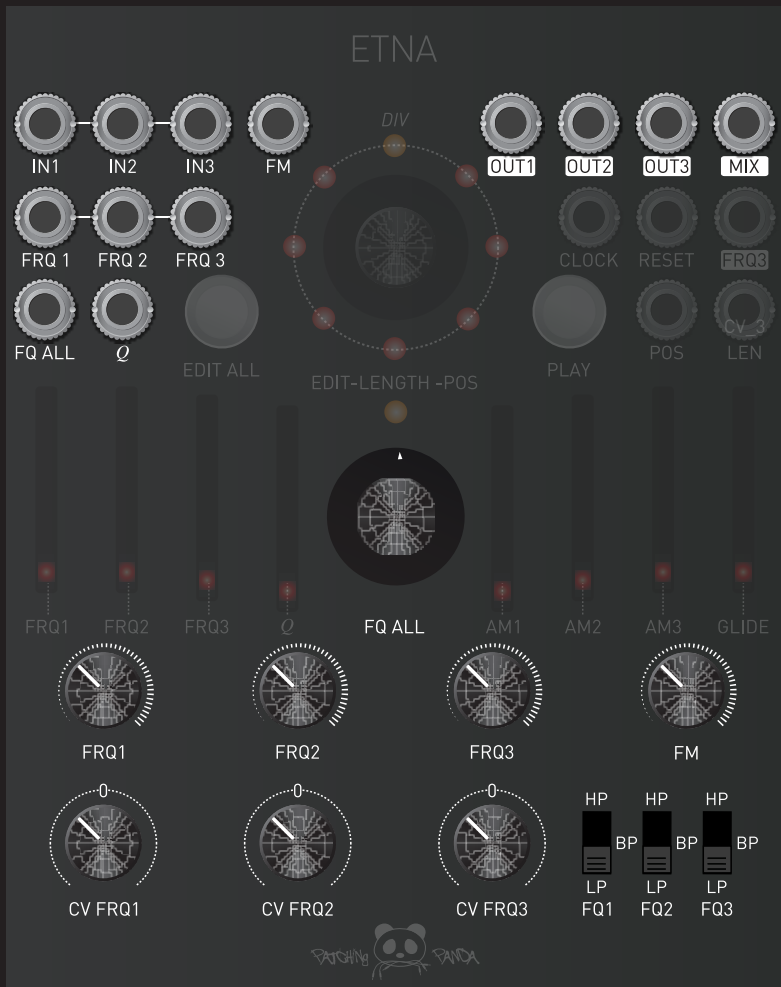 ETNA
DIV
IN1 IN2 IN3 FM OUT1 OUT2 OUT3 MIX
FRQ 1 FRQ 2 FRQ 3 CLOCK RESET FRQ3
FQ ALL Q EDIT ALL EDIT-LENGTH -POS PLAY POS CV_3 LEN
FRQ1 FRQ2 FRQ3 Q FQ ALL AM1 AM2 AM3 GLIDE
FRQ1 FRQ2 FRQ3 FM
0 0 0 HP HP HP
BP BP BP
LP LP LP
CV FRQ1 CV FRQ2 CV FRQ3 FQ1 FQ2 FQ3
PATCHING PANDA